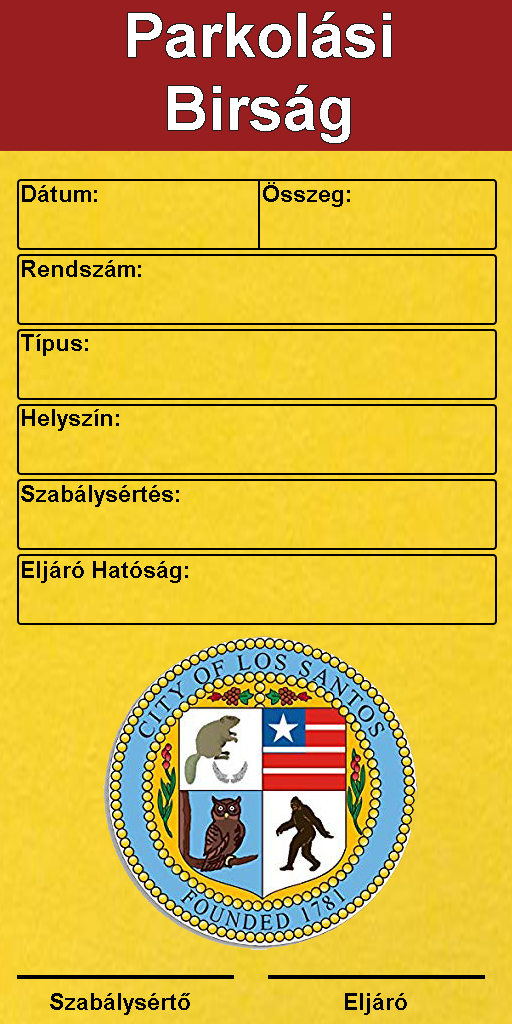 Parkolási
Birság
Dátum: Összeg:
Rendszám:
Típus:
Helyszín:
Szabálysértés:
Eljáró Hatóság:
CITY OF LOS SANTOS
FOUNDED 1781
Szabálysértő Eljáró